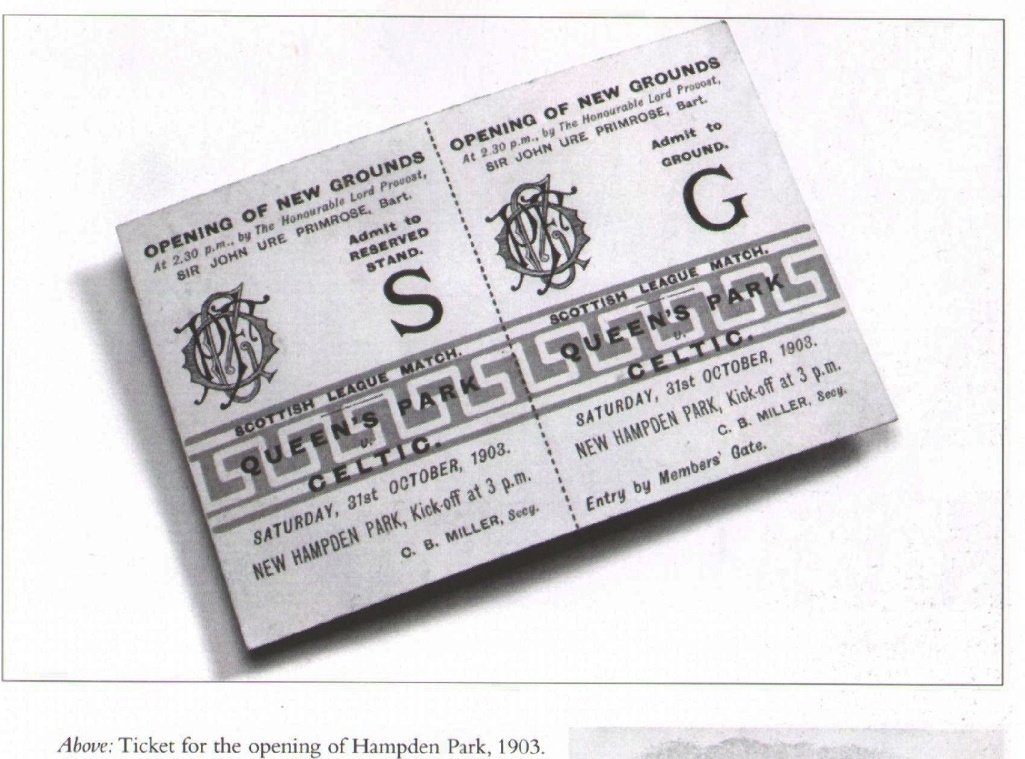 OPENING OF NEW GROUNDS
At 2.30 p.m., by The Honourable Lord Provost,
SIR JOHN URE PRIMROSE, Bart.
Admit to
RESERVED
STAND.
S
SCOTTISH LEAGUE MATCH.
QUEEN'S PARK
v.
CELTIC.
SATURDAY, 31st OCTOBER, 1903.
NEW HAMPDEN PARK, Kick-off at 3 p.m.
C. B. MILLER, Secy.
OPENING OF NEW GROUNDS
At 2.30 p.m., by The Honourable Lord Provost,
SIR JOHN URE PRIMROSE, Bart.
Admit to
GROUND.
G
SCOTTISH LEAGUE MATCH.
QUEEN'S PARK
v.
CELTIC.
SATURDAY, 31st OCTOBER, 1903.
NEW HAMPDEN PARK, Kick-off at 3 p.m.
C. B. MILLER, Secy.
Entry by Members' Gate.
Above: Ticket for the opening of Hampden Park, 1903.